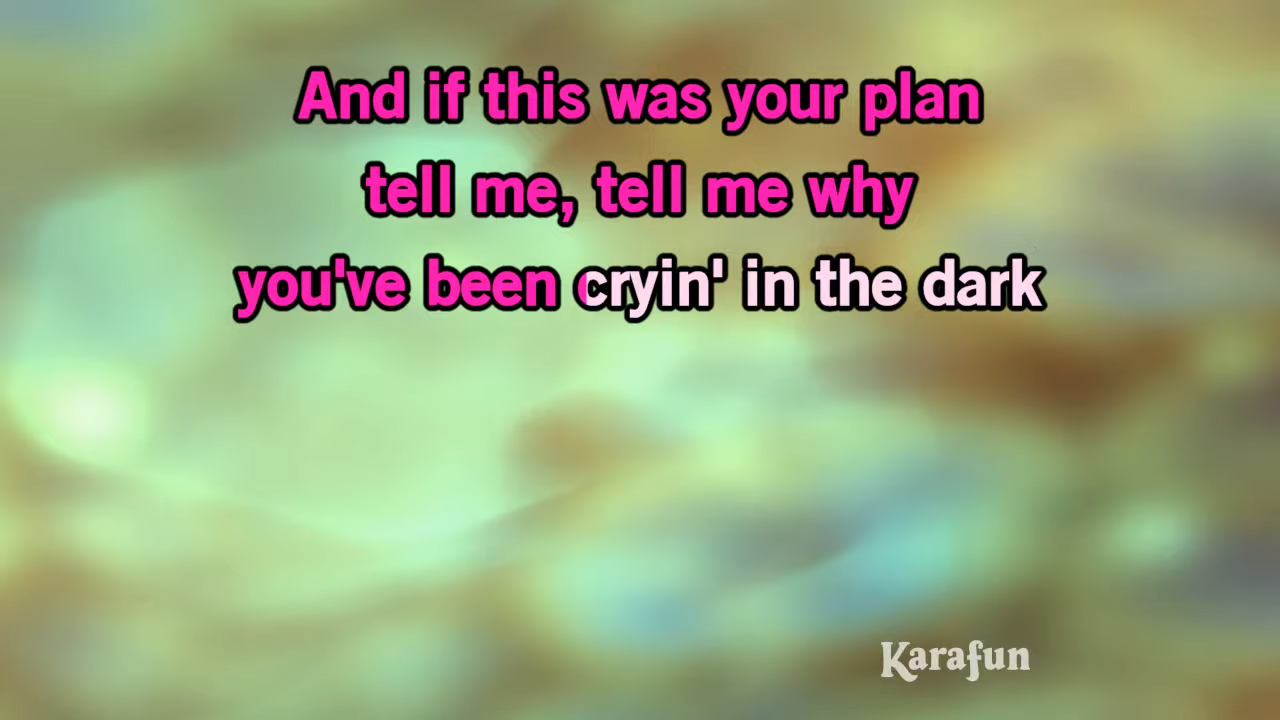 And if this was your plan
tell me, tell me why
you've been cryin' in the dark
Karafun